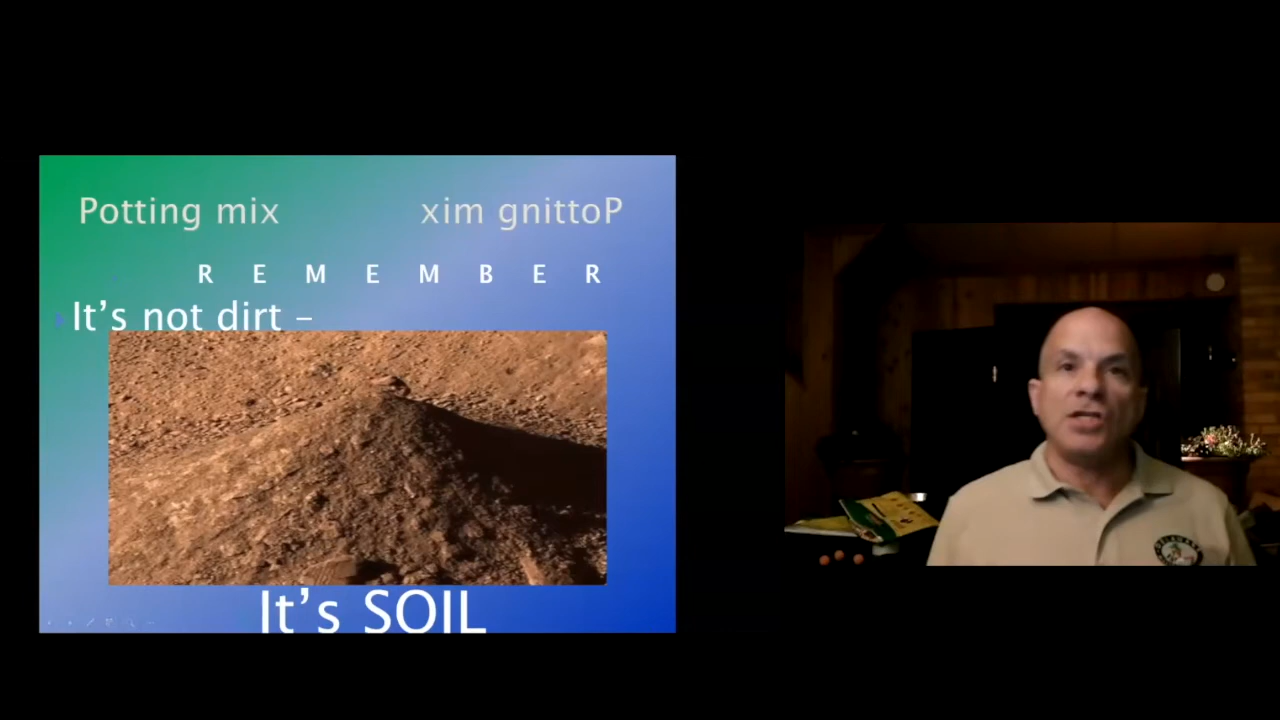 Potting mix xim gnittoP
R E M E M B E R
It's not dirt –
It's SOIL